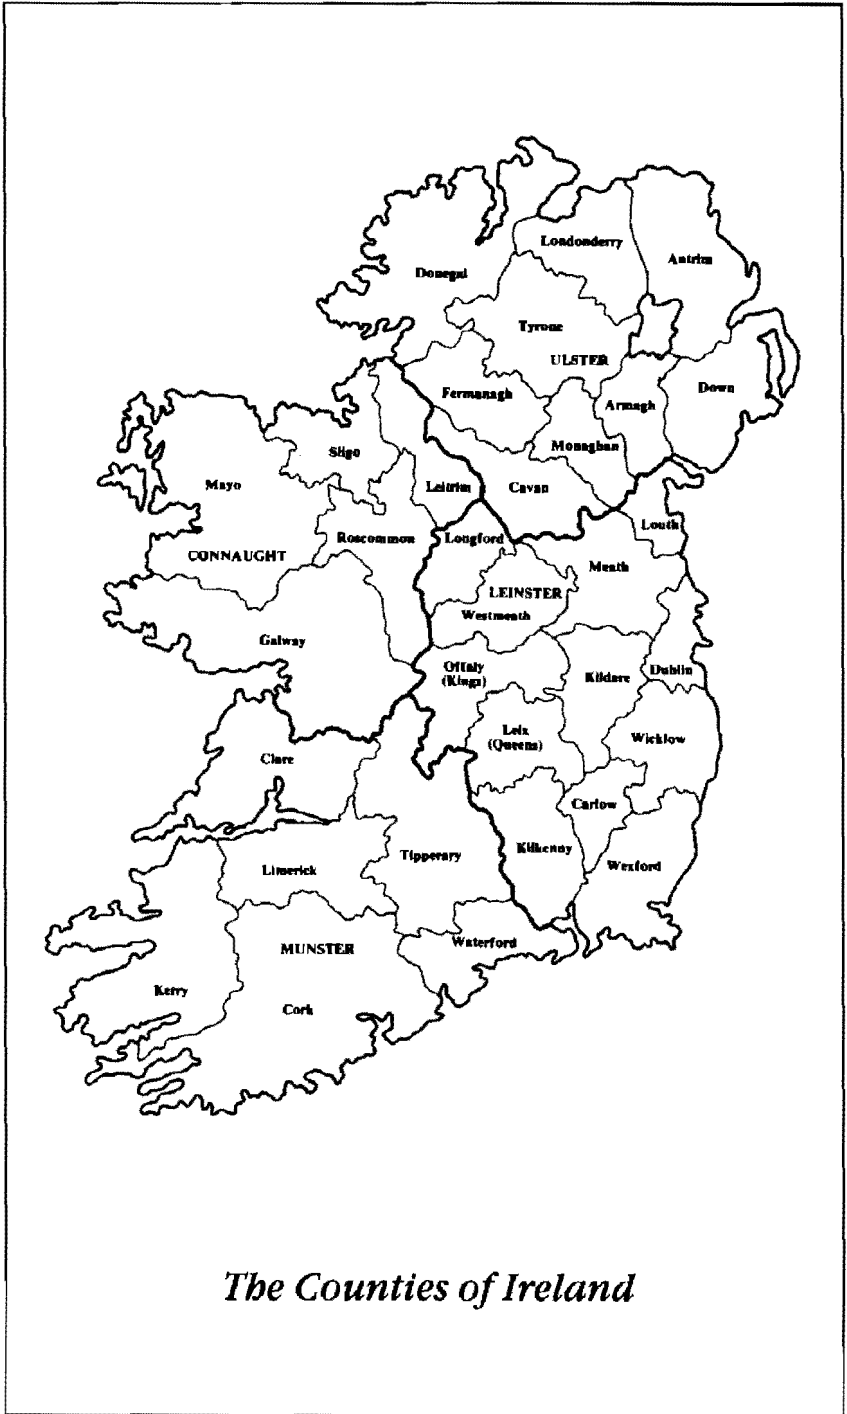 Londonderry
Antrim
Donegal
Tyrone
ULSTER
Fermanagh
Down
Armagh
Monaghan
Sligo
Mayo
Leitrim
Cavan
Louth
Roscommon
Longford
CONNAUGHT
Meath
LEINSTER
Westmeath
Galway
Offaly
(Kings)
Kildare
Dublin
Leix
(Queens)
Wicklow
Clare
Carlow
Kilkenny
Tipperary
Limerick
Wexford
Waterford
MUNSTER
Kerry
Cork
The Counties of Ireland